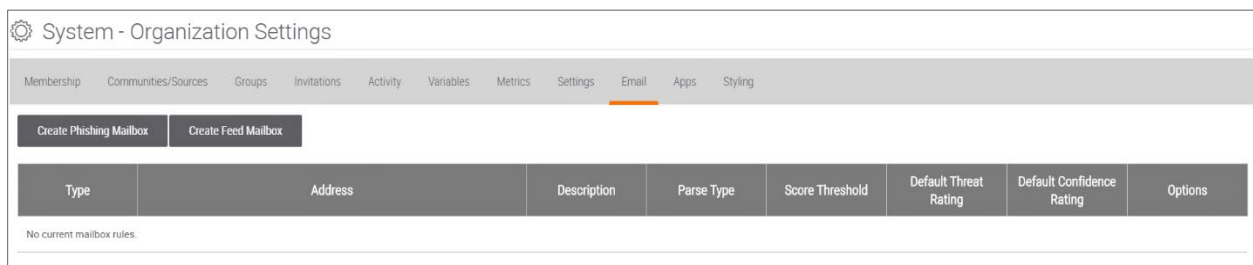 System - Organization Settings
Membership Communities/Sources Groups Invitations Activity Variables Metrics Settings Email Apps Styling
Create Phishing Mailbox Create Feed Mailbox
Type Address Description Parse Type Score Threshold Default Threat Rating Default Confidence Rating Options
No current mailbox rules.